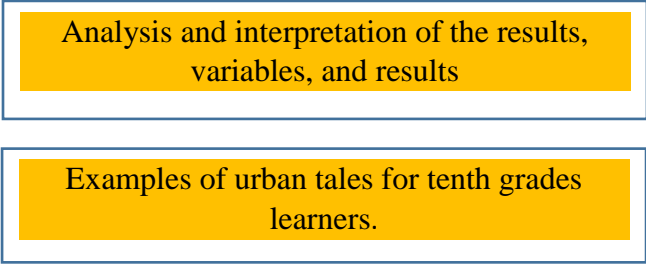 Analysis and interpretation of the results,
variables, and results
Examples of urban tales for tenth grades
learners.